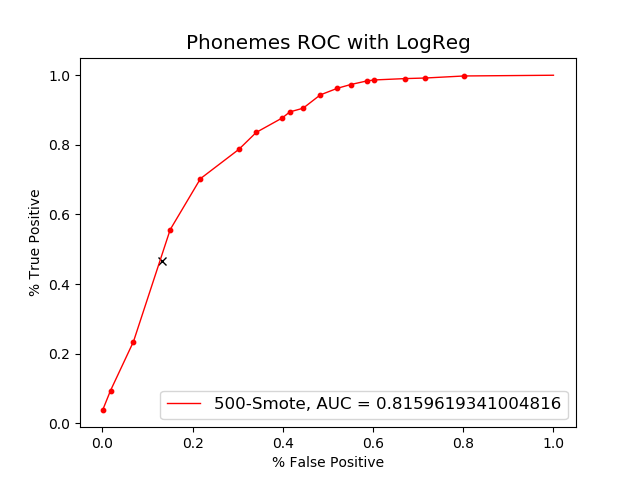 Phonemes ROC with LogReg
1.0
0.8
0.6
0.4
0.2
0.0
% True Positive
500-Smote, AUC = 0.8159619341004816
0.0 0.2 0.4 0.6 0.8 1.0
% False Positive